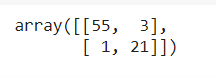 array([[55,  3],
       [ 1, 21]])